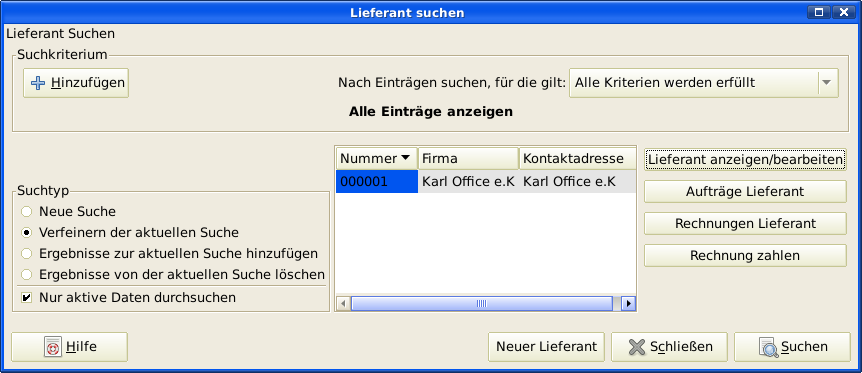 Lieferant suchen
Lieferant Suchen
Suchkriterium
Hinzufügen
Nach Einträgen suchen, für die gilt:
Alle Kriterien werden erfüllt
Alle Einträge anzeigen
Suchtyp
Neue Suche
Verfeinern der aktuellen Suche
Ergebnisse zur aktuellen Suche hinzufügen
Ergebnisse von der aktuellen Suche löschen
Nur aktive Daten durchsuchen
Nummer Firma Kontaktadresse
000001 Karl Office e.K Karl Office e.K
Lieferant anzeigen/bearbeiten
Aufträge Lieferant
Rechnungen Lieferant
Rechnung zahlen
Hilfe
Neuer Lieferant
Schließen
Suchen